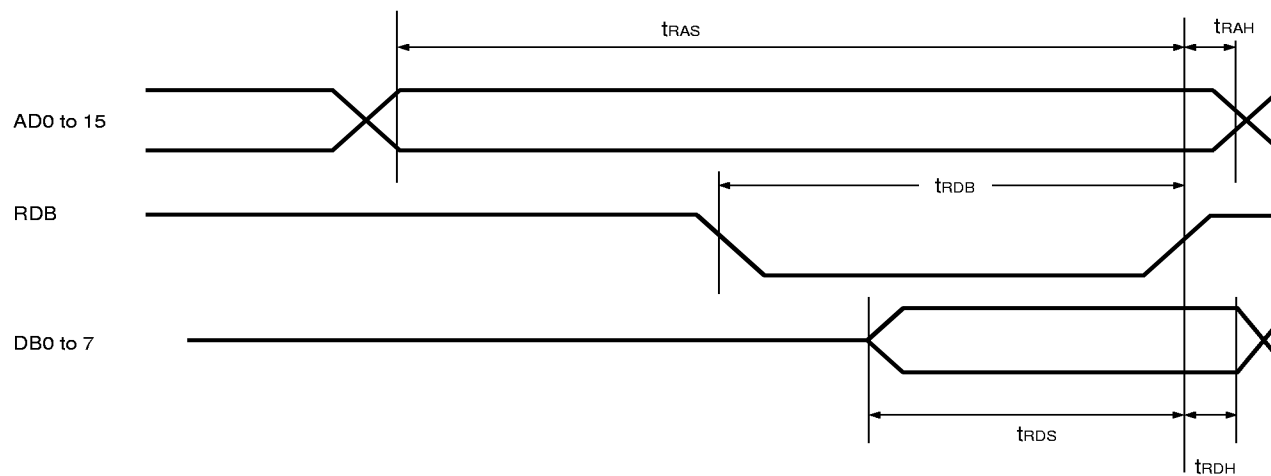 tRAS
tRAH
AD0 to 15
tRDB
RDB
DB0 to 7
tRDS
tRDH